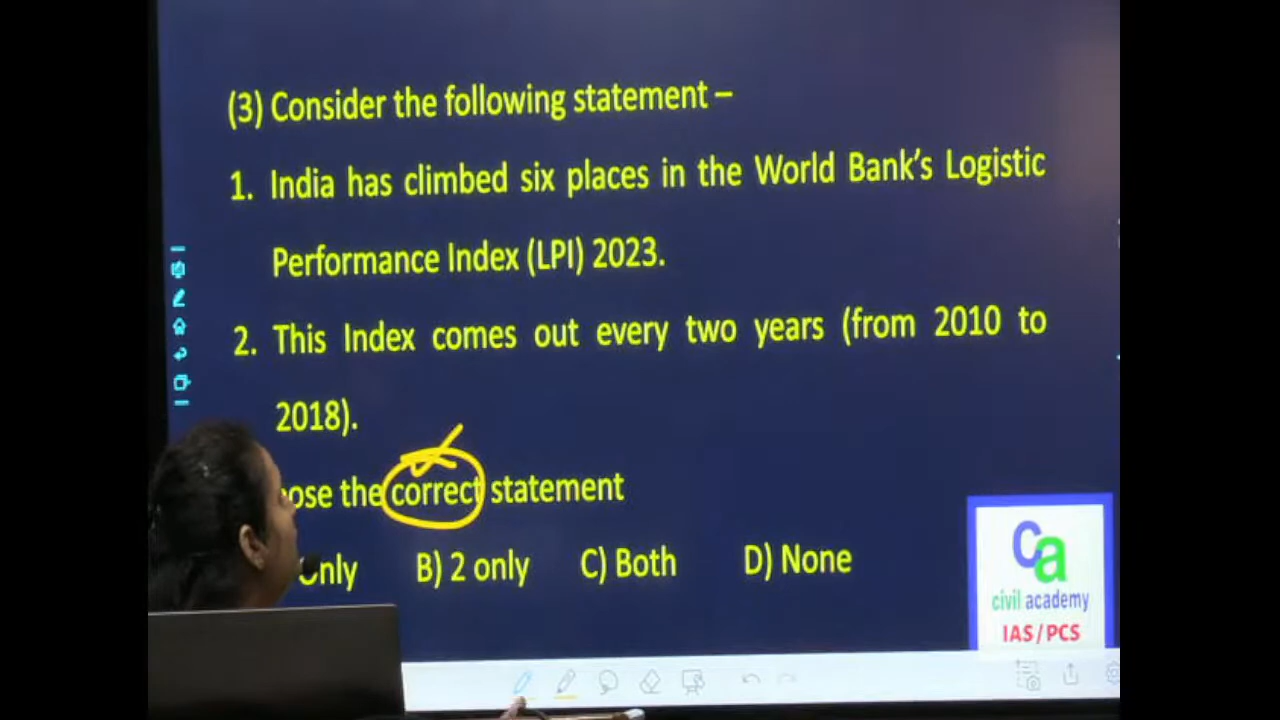 (3) Consider the following statement –
1. India has climbed six places in the World Bank's Logistic
Performance Index (LPI) 2023.
2. This Index comes out every two years (from 2010 to
2018).
the correct statement
Only B) 2 only C) Both D) None
ca
civil academy
IAS/PCS